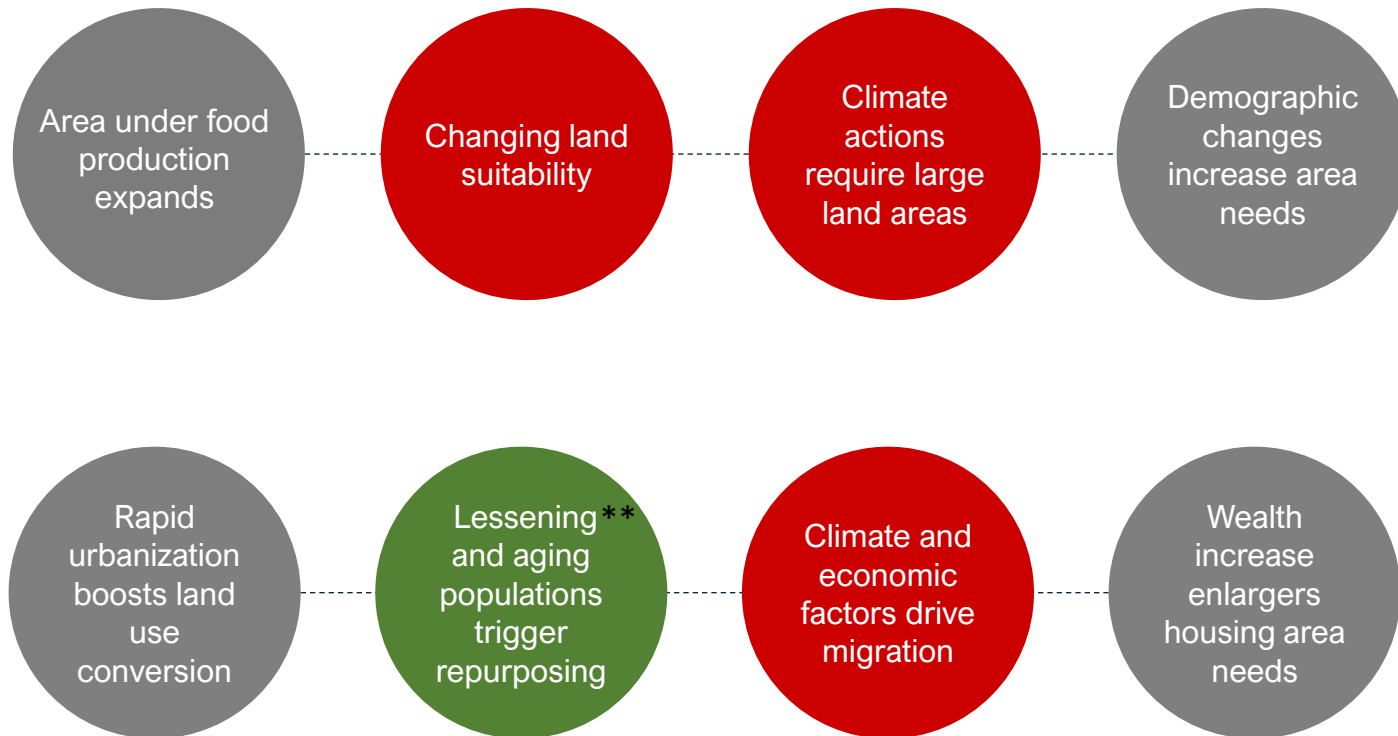 Area under food
production
expands
Changing land
suitability
Climate
actions
require large
land areas
Demographic
changes
increase area
needs
Rapid
urbanization
boosts land
use
conversion
Lessening**
and aging
populations
trigger
repurposing
Climate and
economic
factors drive
migration
Wealth
increase
enlargers
housing area
needs